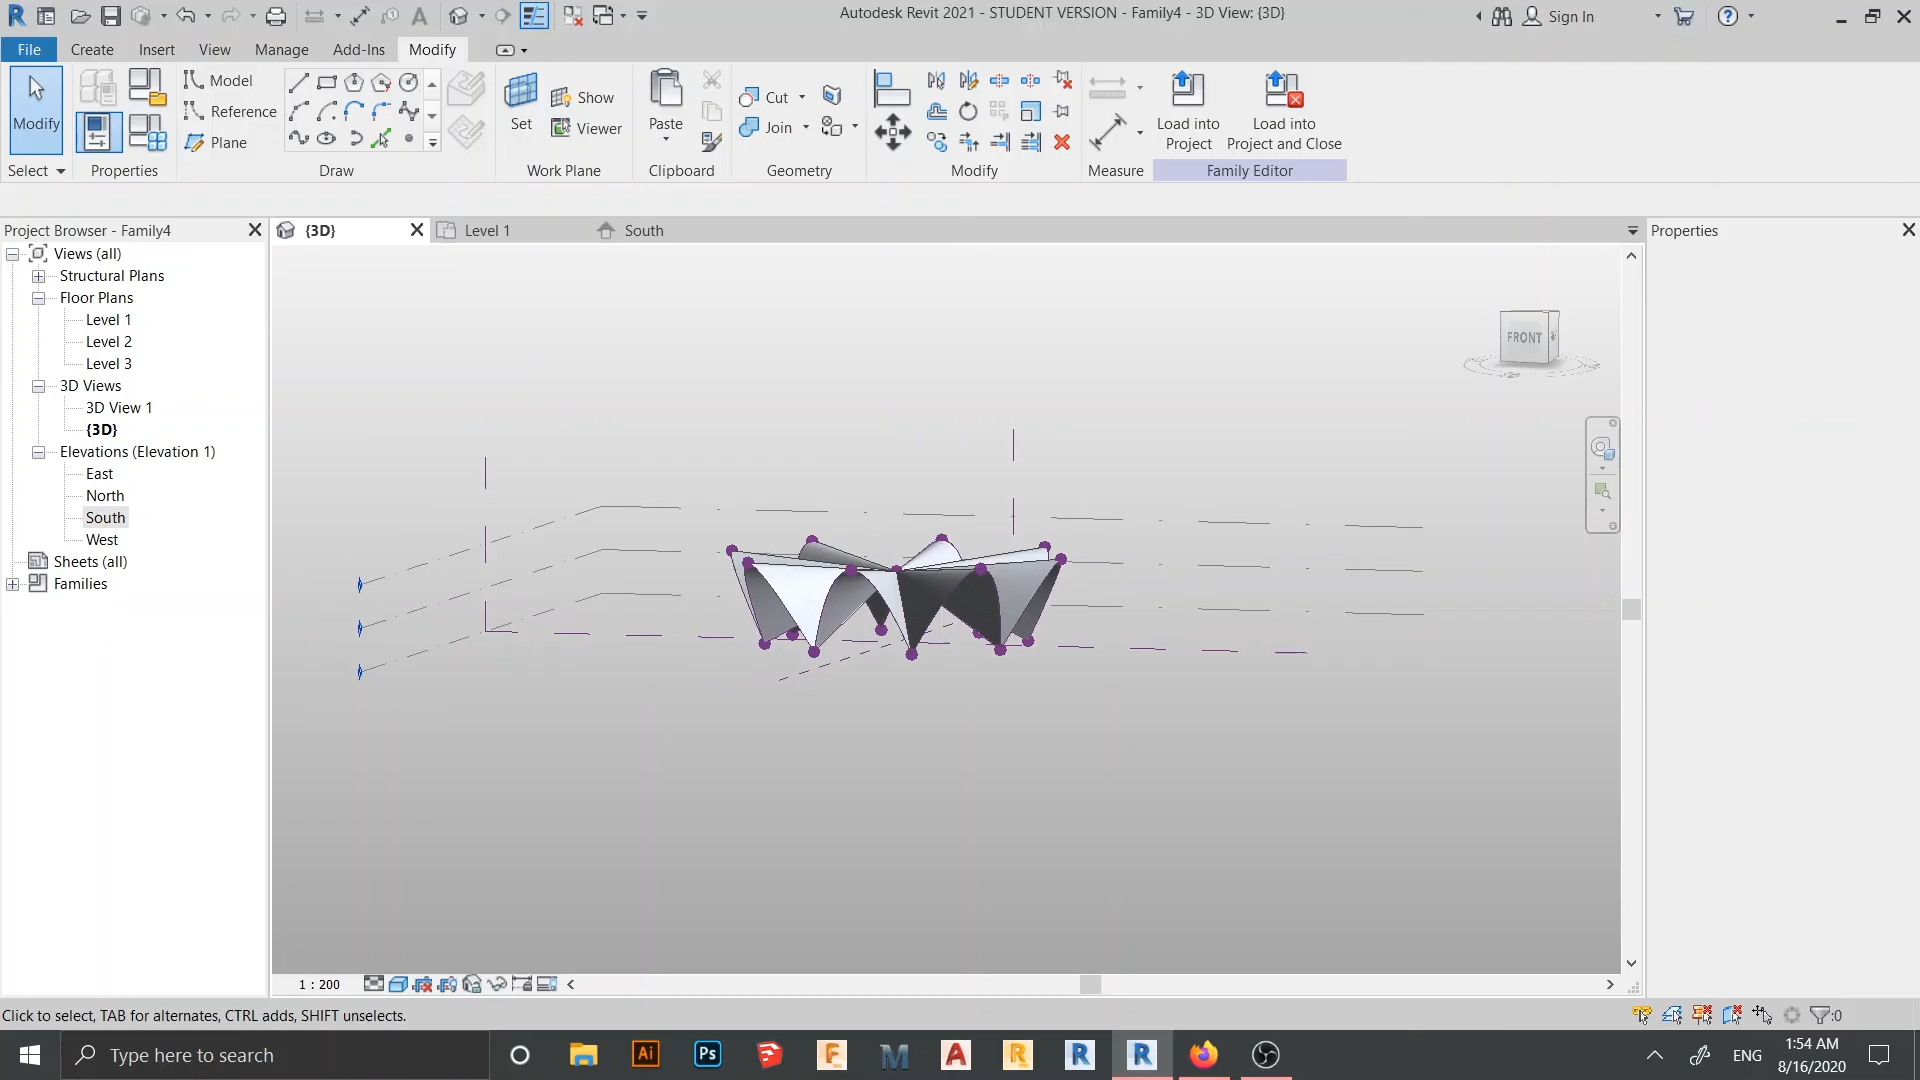 Autodesk Revit 2021 - STUDENT VERSION - Family4 - 3D View: {3D}
Sign In
File Create Insert View Manage Add-Ins Modify
Modify
Model
Reference
Plane
Set
Show
Viewer
Paste
Cut
Join
Load into Project
Load into Project and Close
Select Properties Draw Work Plane Clipboard Geometry Modify Measure Family Editor
Project Browser - Family4
{3D} Level 1 South
Properties
Views (all)
Structural Plans
Floor Plans
Level 1
Level 2
Level 3
3D Views
3D View 1
{3D}
Elevations (Elevation 1)
East
North
South
West
Sheets (all)
Families
FRONT
1 : 200
Click to select, TAB for alternates, CTRL adds, SHIFT unselects.
:0
Type here to search
Ai
Ps
ENG
1:54 AM
8/16/2020